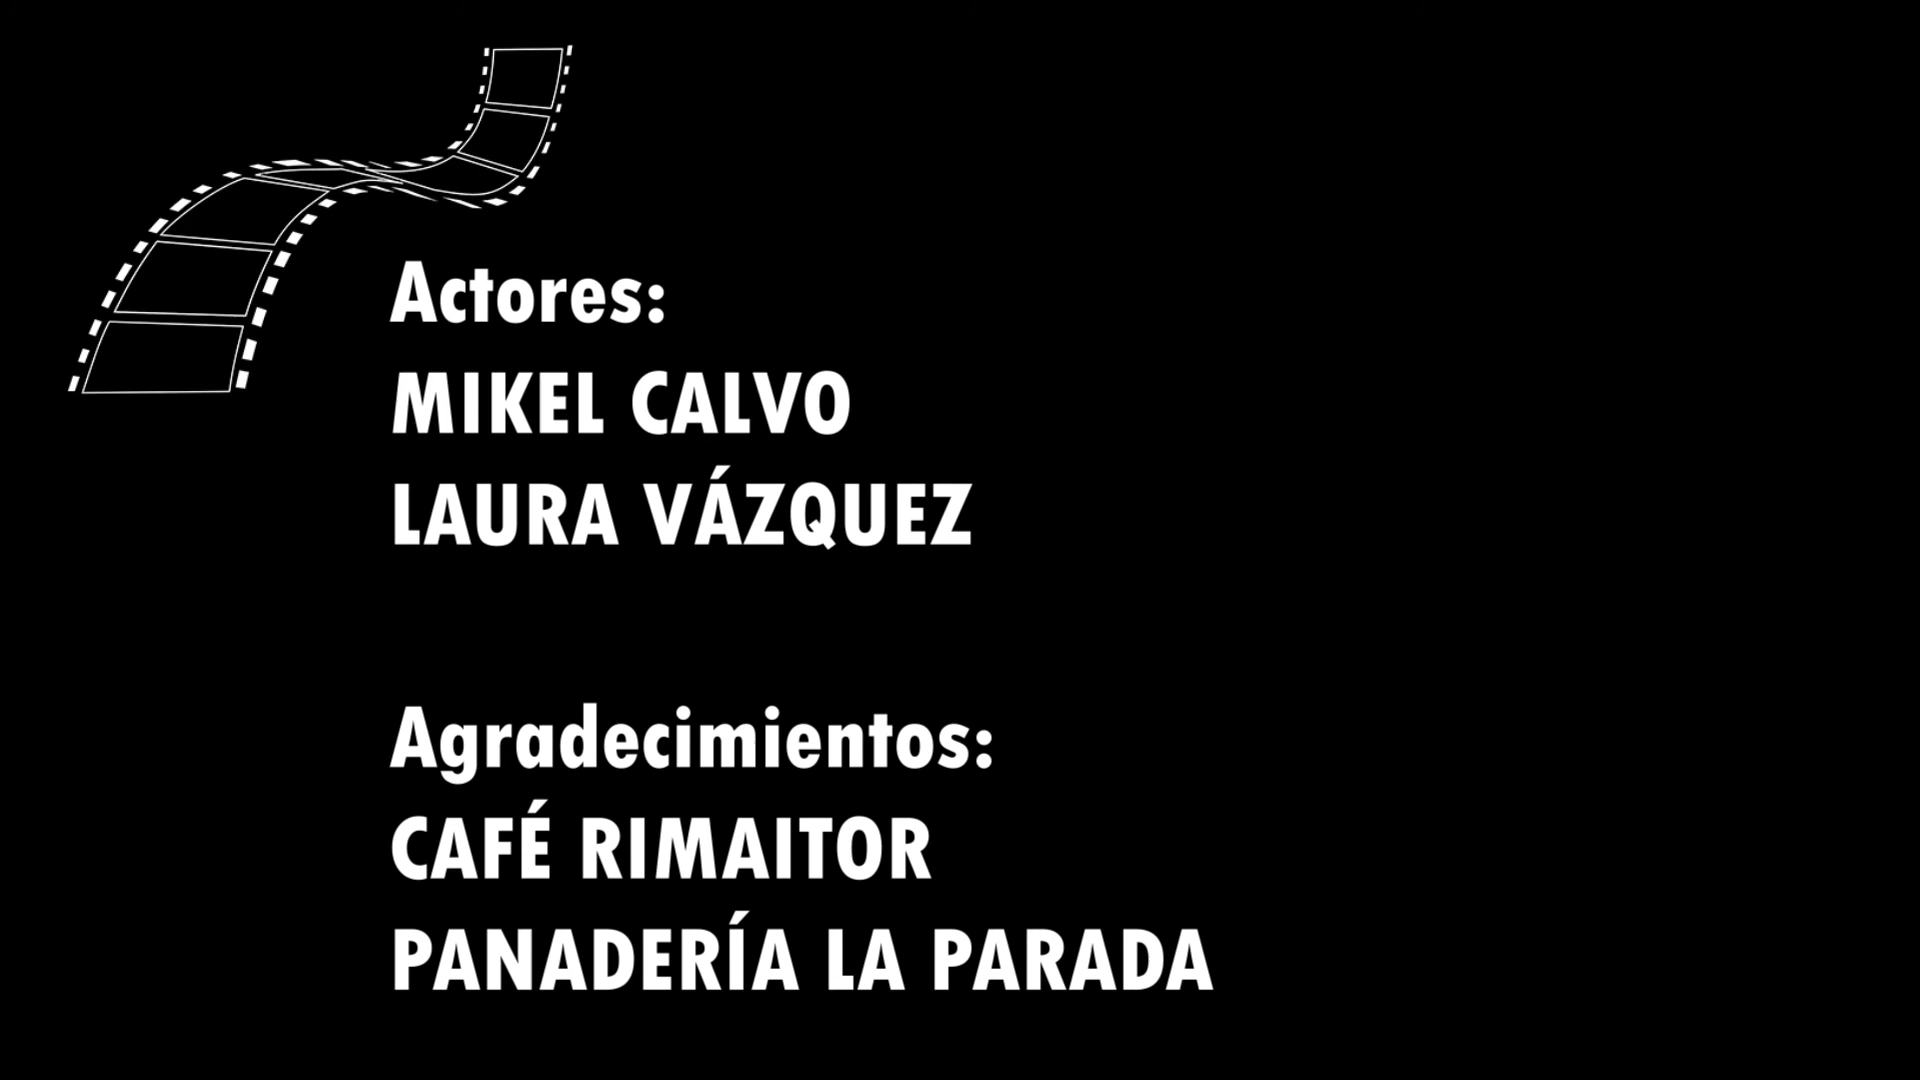 Actores:
MIKEL CALVO
LAURA VÁZQUEZ
Agradecimientos:
CAFÉ RIMAITOR
PANADERÍA LA PARADA